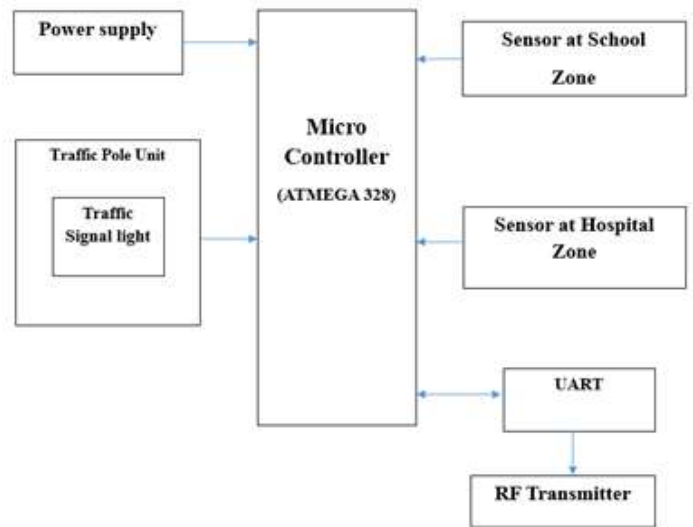 Power supply
Traffic Pole Unit
Traffic
Signal light
Micro
Controller
(ATMEGA 328)
Sensor at School
Zone
Sensor at Hospital
Zone
UART
RF Transmitter